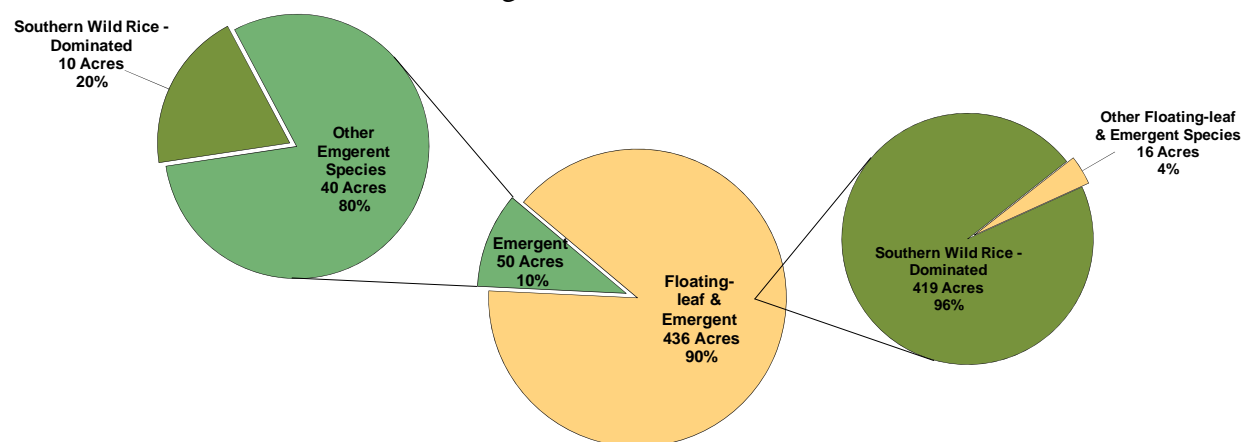 Southern Wild Rice -
Dominated
10 Acres
20%
Other
Emgerent
Species
40 Acres
80%
Emergent
50 Acres
10%
Floating-
leaf &
Emergent
436 Acres
90%
Southern Wild Rice -
Dominated
419 Acres
96%
Other Floating-leaf
& Emergent Species
16 Acres
4%